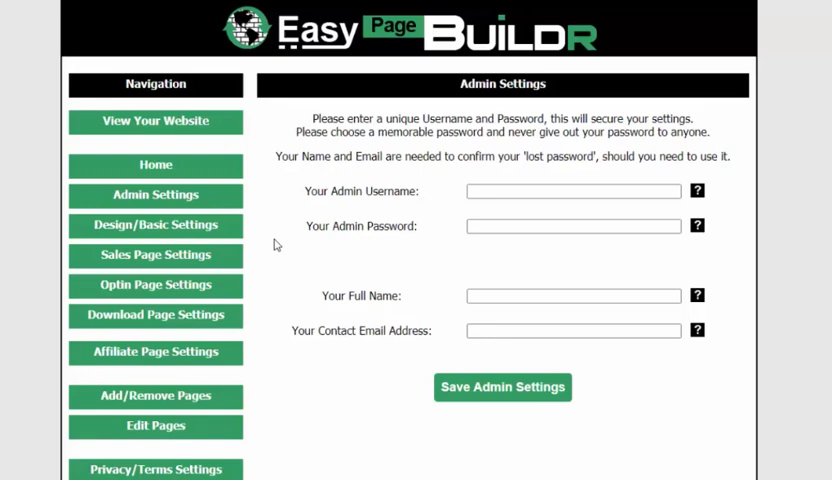 Easy Page BUILDR
Navigation
View Your Website
Home
Admin Settings
Design/Basic Settings
Sales Page Settings
Optin Page Settings
Download Page Settings
Affiliate Page Settings
Add/Remove Pages
Edit Pages
Privacy/Terms Settings
Admin Settings
Please enter a unique Username and Password, this will secure your settings.
Please choose a memorable password and never give out your password to anyone.
Your Name and Email are needed to confirm your 'lost password', should you need to use it.
Your Admin Username: ?
Your Admin Password: ?
Your Full Name: ?
Your Contact Email Address: ?
Save Admin Settings